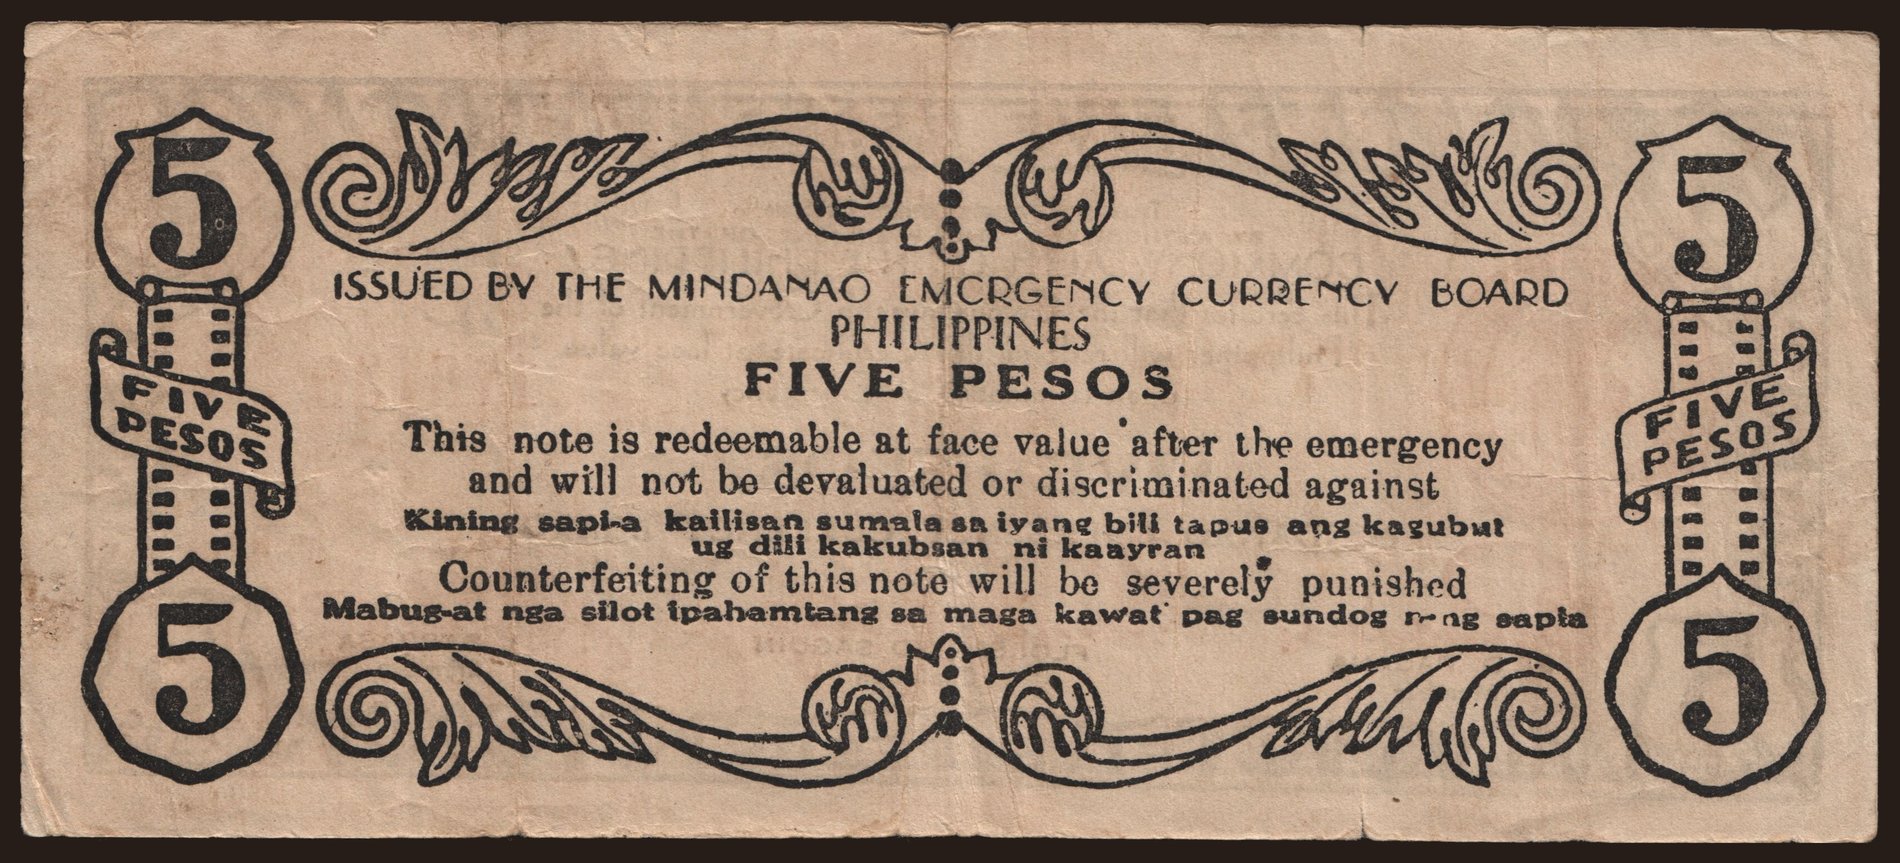 5
5
ISSUED BY THE MINDANAO EMCRGENCY CURRENCY BOARD
PHILIPPINES
FIVE PESOS
FIVE
PESOS
FIVE
PESOS
This note is redeemable at face value after the emergency
and will not be devaluated or discriminated against
Kining sapi-a kailisan sumala sa iyang bili tapus ang kagubut
ug dili kakubsan ni kaayran
Counterfeiting of this note will be severely punished
Mabug-at nga silot ipahamtang sa maga kawat pag sundog sapia
5
5